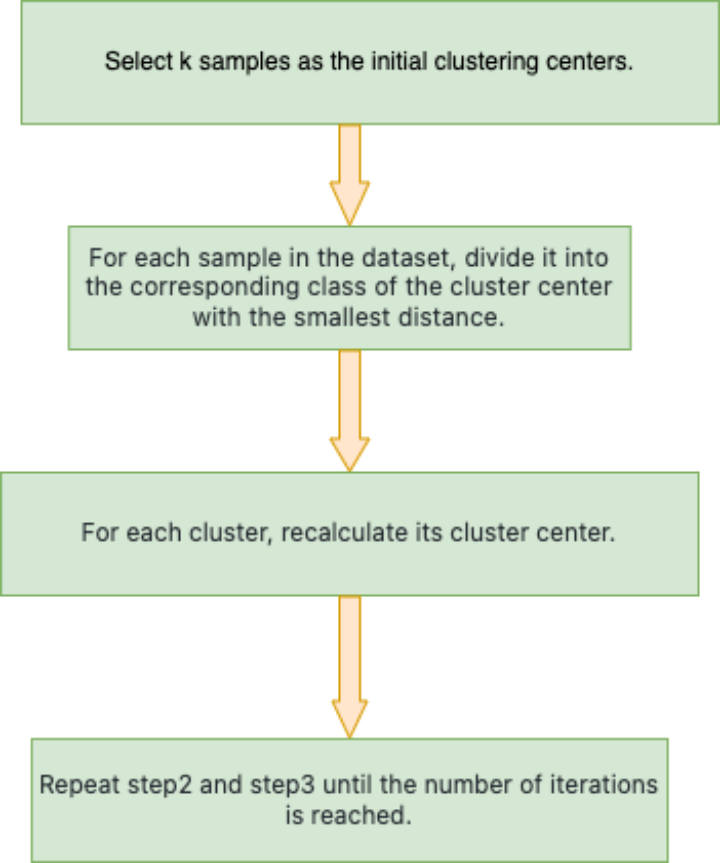 Select k samples as the initial clustering centers.
For each sample in the dataset, divide it into
the corresponding class of the cluster center
with the smallest distance.
For each cluster, recalculate its cluster center.
Repeat step2 and step3 until the number of iterations
is reached.